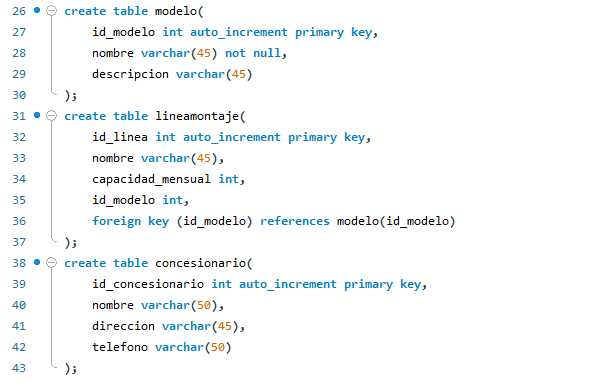 26 create table modelo(
27 id_modelo int auto_increment primary key,
28 nombre varchar(45) not null,
29 descripcion varchar(45)
30 );
31 create table lineamontaje(
32 id_linea int auto_increment primary key,
33 nombre varchar(45),
34 capacidad_mensual int,
35 id_modelo int,
36 foreign key (id_modelo) references modelo(id_modelo)
37 );
38 create table concesionario(
39 id_concesionario int auto_increment primary key,
40 nombre varchar(50),
41 direccion varchar(45),
42 telefono varchar(50)
43 );